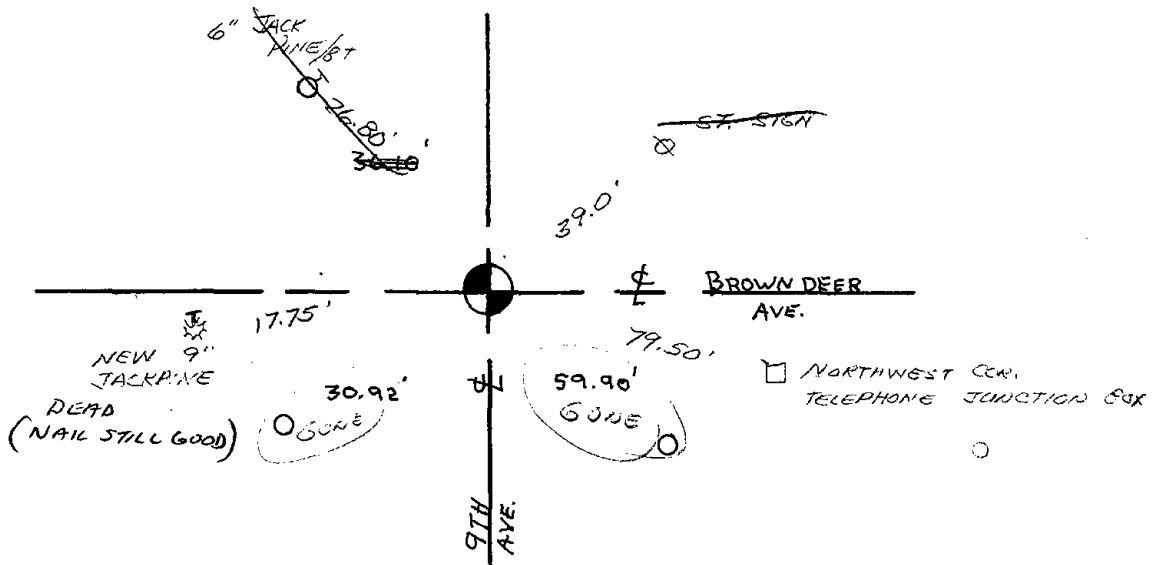 6" JACK
PINE/BT
26.80'
ST. SIGN
39.0'
℄ BROWN DEER
AVE.
17.75'
79.50'
NEW 9"
JACKPINE
DEAD
(NAIL STILL GOOD)
30.92'
GONE
℄
59.90'
GONE
NORTHWEST COR.
TELEPHONE JUNCTION BOX
9TH
AVE.